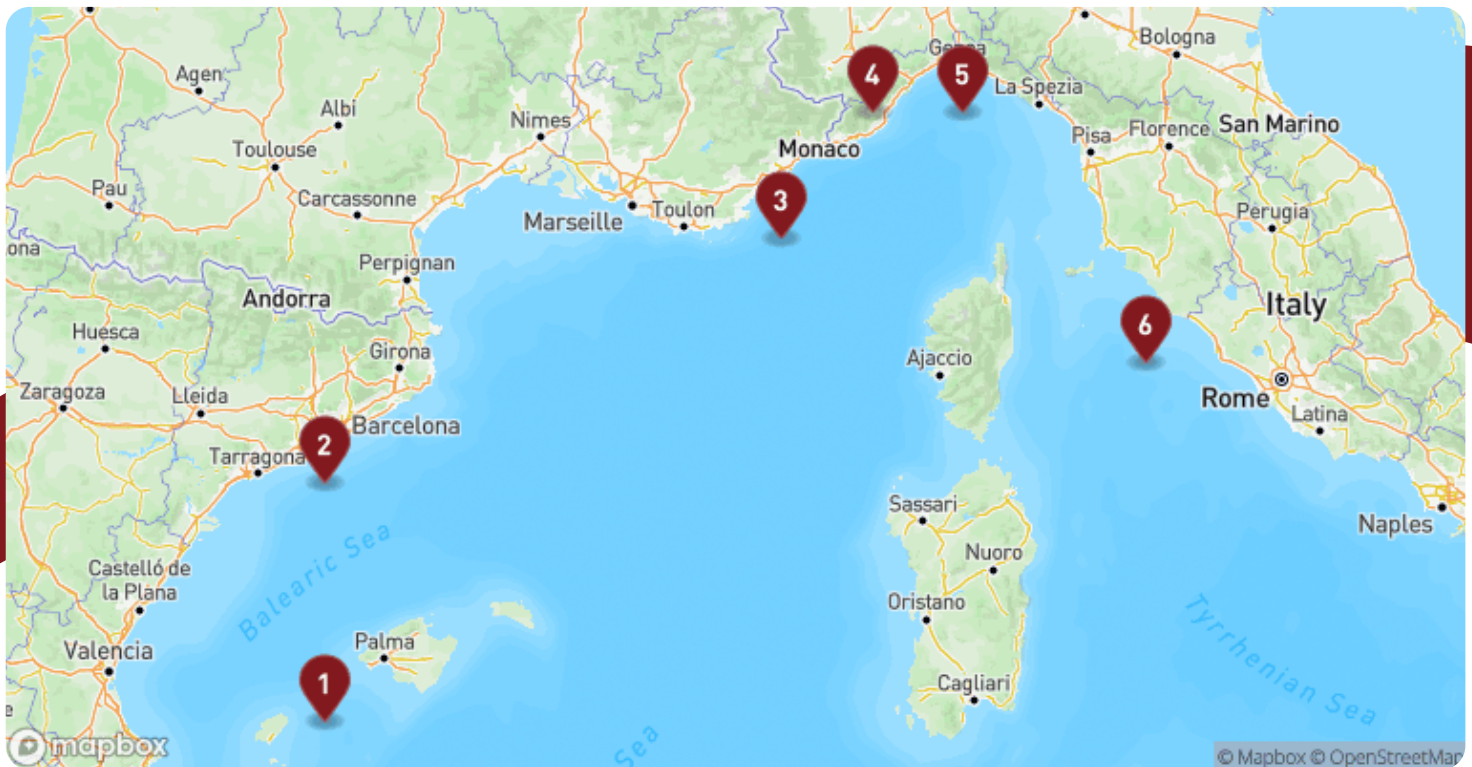 Bologna
Genoa
4
5
Agen
La Spezia
Albi
Nimes
Pisa
Florence
San Marino
Toulouse
Monaco
Pau
Carcassonne
3
Marseille
Toulon
Perugia
ona
Perpignan
Andorra
Italy
Huesca
6
Girona
Ajaccio
Zaragoza
Lleida
Rome
Latina
Barcelona
2
Tarragona
Sassari
Naples
Balearic Sea
Nuoro
Castelló de
la Plana
Oristano
Tyrrhenian Sea
Palma
Valencia
1
Cagliari
e
Sea
mapbox
© Mapbox © OpenStreetMap